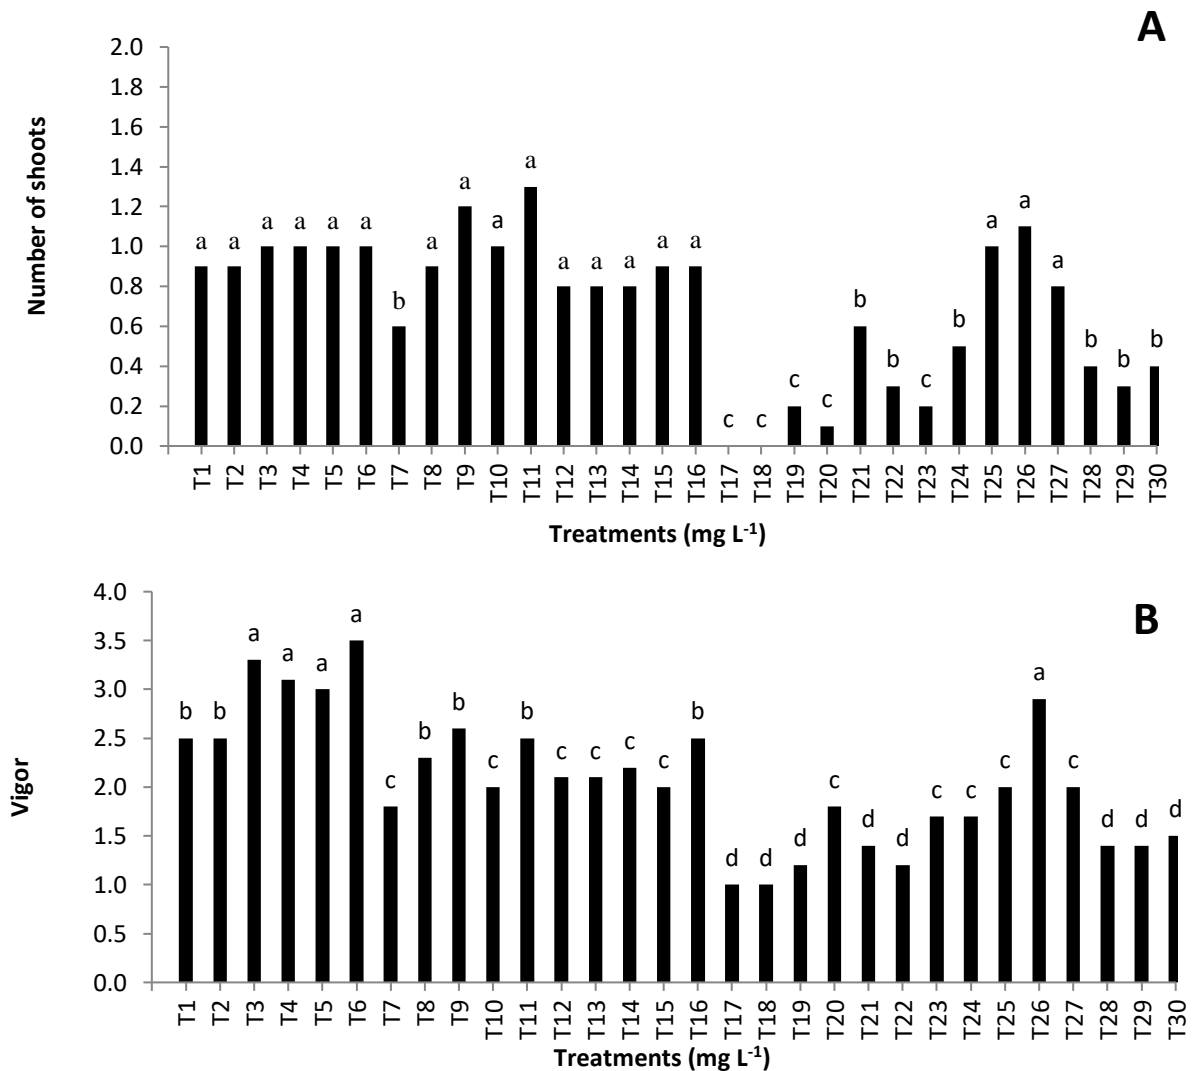 A
2.0
1.8
1.6
1.4
1.2
1.0
0.8
0.6
0.4
0.2
0.0
Number of shoots
a a a a a a b a a a a a a a a a c c c c b b c b a a a b b b
T1 T2 T3 T4 T5 T6 T7 T8 T9 T10 T11 T12 T13 T14 T15 T16 T17 T18 T19 T20 T21 T22 T23 T24 T25 T26 T27 T28 T29 T30
Treatments (mg L-1)
B
4.0
3.5
3.0
2.5
2.0
1.5
1.0
0.5
0.0
Vigor
b b a a a a c b b c b c c c c b d d d c d d c c c a c d d d
T1 T2 T3 T4 T5 T6 T7 T8 T9 T10 T11 T12 T13 T14 T15 T16 T17 T18 T19 T20 T21 T22 T23 T24 T25 T26 T27 T28 T29 T30
Treatments (mg L-1)